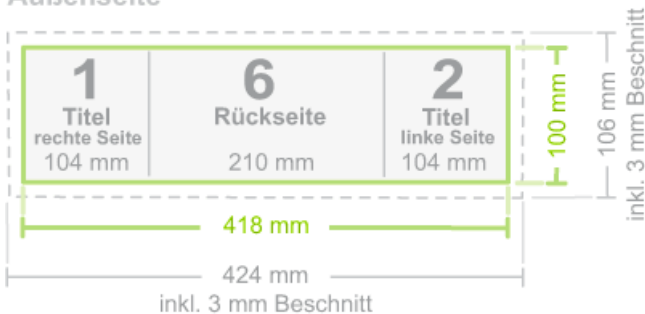 Außenseite
1
Titel
rechte Seite
104 mm
6
Rückseite
210 mm
2
Titel
linke Seite
104 mm
100 mm
106 mm
inkl. 3 mm Beschnitt
418 mm
424 mm
inkl. 3 mm Beschnitt